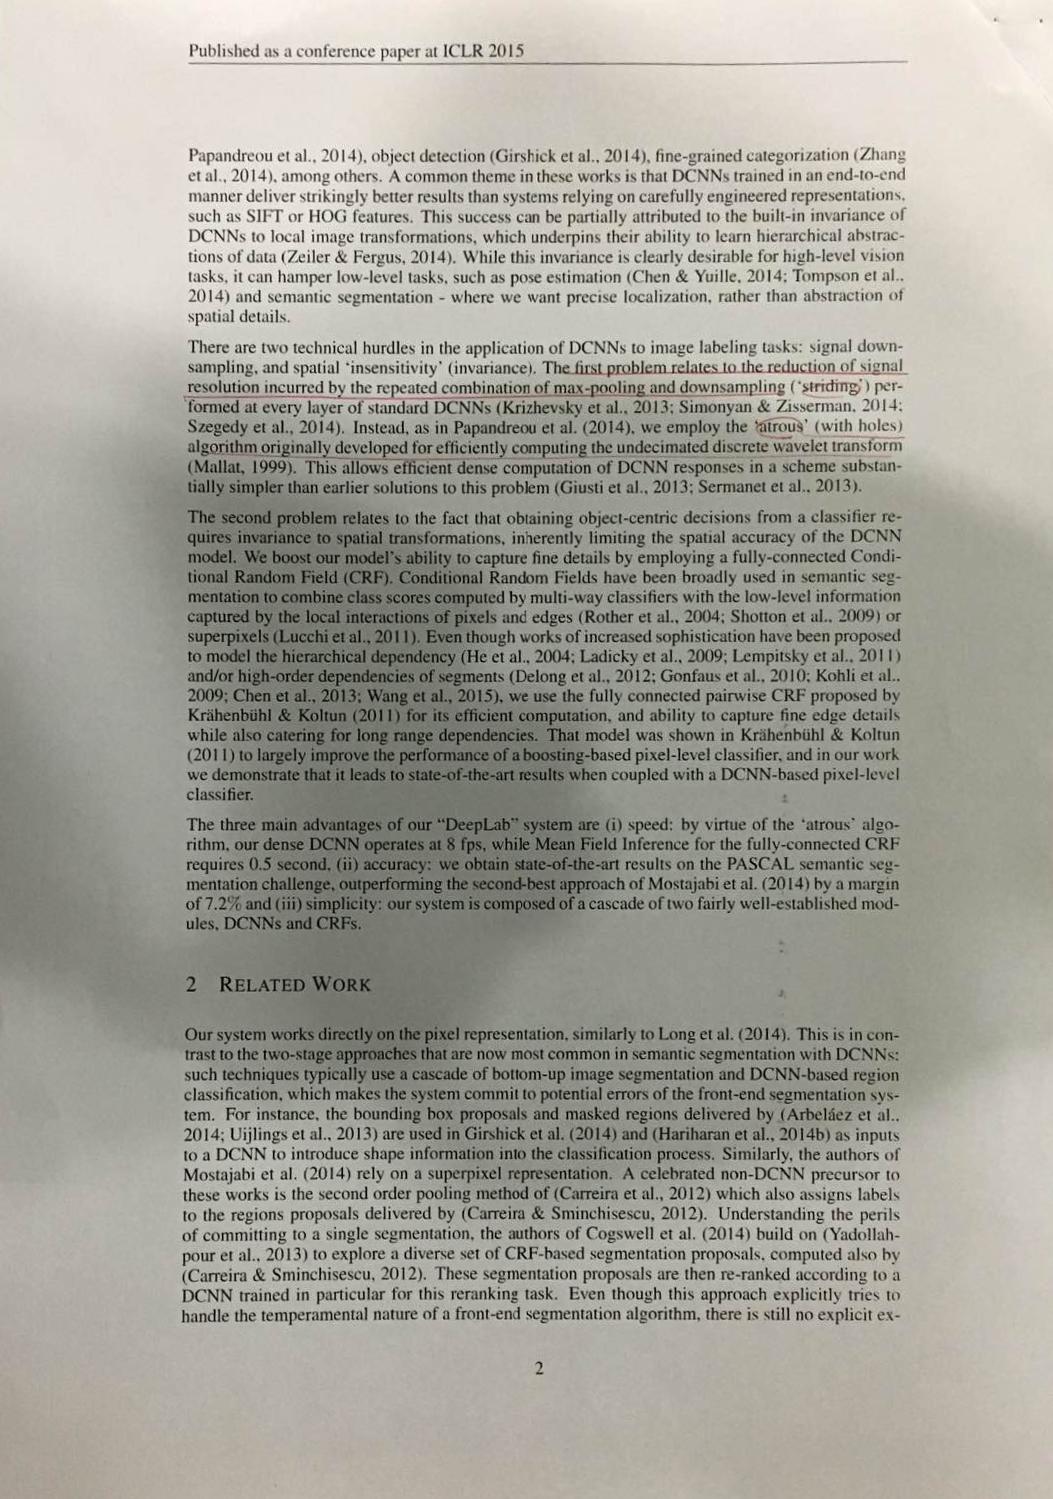 Published as a conference paper at ICLR 2015
Papandreou et al., 2014), object detection (Girshick et al., 2014), fine-grained categorization (Zhang
et al., 2014), among others. A common theme in these works is that DCNNs trained in an end-to-end
manner deliver strikingly better results than systems relying on carefully engineered representations,
such as SIFT or HOG features. This success can be partially attributed to the built-in invariance of
DCNNs to local image transformations, which underpins their ability to learn hierarchical abstrac-
tions of data (Zeiler & Fergus, 2014). While this invariance is clearly desirable for high-level vision
tasks, it can hamper low-level tasks, such as pose estimation (Chen & Yuille, 2014; Tompson et al.,
2014) and semantic segmentation - where we want precise localization, rather than abstraction of
spatial details.
There are two technical hurdles in the application of DCNNs to image labeling tasks: signal down-
sampling, and spatial 'insensitivity' (invariance). The first problem relates to the reduction of signal
resolution incurred by the repeated combination of max-pooling and downsampling ('striding') per-
formed at every layer of standard DCNNs (Krizhevsky et al., 2013; Simonyan & Zisserman, 2014;
Szegedy et al., 2014). Instead, as in Papandreou et al. (2014), we employ the 'atrous' (with holes)
algorithm originally developed for efficiently computing the undecimated discrete wavelet transform
(Mallat, 1999). This allows efficient dense computation of DCNN responses in a scheme substan-
tially simpler than earlier solutions to this problem (Giusti et al., 2013; Sermanet et al., 2013).
The second problem relates to the fact that obtaining object-centric decisions from a classifier re-
quires invariance to spatial transformations, inherently limiting the spatial accuracy of the DCNN
model. We boost our model's ability to capture fine details by employing a fully-connected Condi-
tional Random Field (CRF). Conditional Random Fields have been broadly used in semantic seg-
mentation to combine class scores computed by multi-way classifiers with the low-level information
captured by the local interactions of pixels and edges (Rother et al., 2004; Shotton et al., 2009) or
superpixels (Lucchi et al., 2011). Even though works of increased sophistication have been proposed
to model the hierarchical dependency (He et al., 2004; Ladicky et al., 2009; Lempitsky et al., 2011)
and/or high-order dependencies of segments (Delong et al., 2012; Gonfaus et al., 2010; Kohli et al.,
2009; Chen et al., 2013; Wang et al., 2015), we use the fully connected pairwise CRF proposed by
Krähenbühl & Koltun (2011) for its efficient computation, and ability to capture fine edge details
while also catering for long range dependencies. That model was shown in Krähenbühl & Koltun
(2011) to largely improve the performance of a boosting-based pixel-level classifier, and in our work
we demonstrate that it leads to state-of-the-art results when coupled with a DCNN-based pixel-level
classifier.
The three main advantages of our "DeepLab" system are (i) speed: by virtue of the 'atrous' algo-
rithm, our dense DCNN operates at 8 fps, while Mean Field Inference for the fully-connected CRF
requires 0.5 second, (ii) accuracy: we obtain state-of-the-art results on the PASCAL semantic seg-
mentation challenge, outperforming the second-best approach of Mostajabi et al. (2014) by a margin
of 7.2% and (iii) simplicity: our system is composed of a cascade of two fairly well-established mod-
ules, DCNNs and CRFs.
2 RELATED WORK
Our system works directly on the pixel representation, similarly to Long et al. (2014). This is in con-
trast to the two-stage approaches that are now most common in semantic segmentation with DCNNs:
such techniques typically use a cascade of bottom-up image segmentation and DCNN-based region
classification, which makes the system commit to potential errors of the front-end segmentation sys-
tem. For instance, the bounding box proposals and masked regions delivered by (Arbeláez et al.,
2014; Uijlings et al., 2013) are used in Girshick et al. (2014) and (Hariharan et al., 2014b) as inputs
to a DCNN to introduce shape information into the classification process. Similarly, the authors of
Mostajabi et al. (2014) rely on a superpixel representation. A celebrated non-DCNN precursor to
these works is the second order pooling method of (Carreira et al., 2012) which also assigns labels
to the regions proposals delivered by (Carreira & Sminchisescu, 2012). Understanding the perils
of committing to a single segmentation, the authors of Cogswell et al. (2014) build on (Yadollah-
pour et al., 2013) to explore a diverse set of CRF-based segmentation proposals, computed also by
(Carreira & Sminchisescu, 2012). These segmentation proposals are then re-ranked according to a
DCNN trained in particular for this reranking task. Even though this approach explicitly tries to
handle the temperamental nature of a front-end segmentation algorithm, there is still no explicit ex-
2